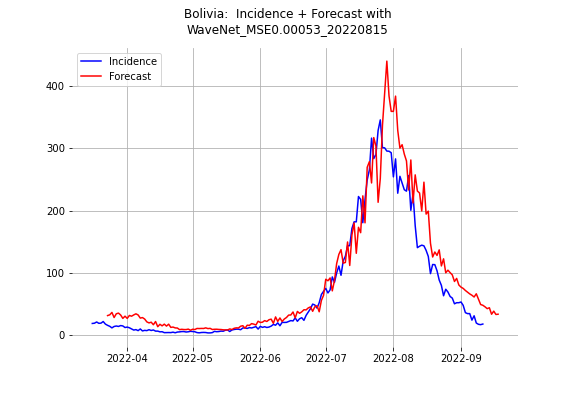 Bolivia:  Incidence + Forecast with
WaveNet_MSE0.00053_20220815
Incidence
Forecast
400
300
200
100
0
2022-04 2022-05 2022-06 2022-07 2022-08 2022-09